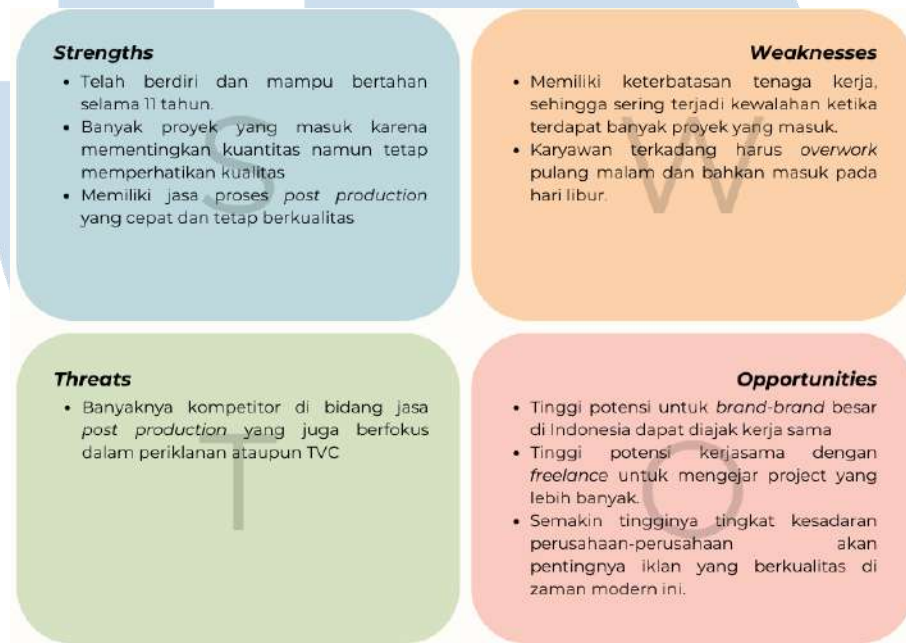 Strengths
• Telah berdiri dan mampu bertahan
selama 11 tahun.
• Banyak proyek yang masuk karena
mementingkan kuantitas namun tetap
memperhatikan kualitas
• Memiliki jasa proses post production
yang cepat dan tetap berkualitas
S
Weaknesses
• Memiliki keterbatasan tenaga kerja,
sehingga sering terjadi kewalahan ketika
terdapat banyak proyek yang masuk.
• Karyawan terkadang harus overwork
pulang malam dan bahkan masuk pada
hari libur.
W
Threats
• Banyaknya kompetitor di bidang jasa
post production yang juga berfokus
dalam periklanan ataupun TVC
T
Opportunities
• Tinggi potensi untuk brand-brand besar
di Indonesia dapat diajak kerja sama
• Tinggi potensi kerjasama dengan
freelance untuk mengejar project yang
lebih banyak.
• Semakin tingginya tingkat kesadaran
perusahaan-perusahaan akan
pentingnya iklan yang berkualitas di
zaman modern ini.
O